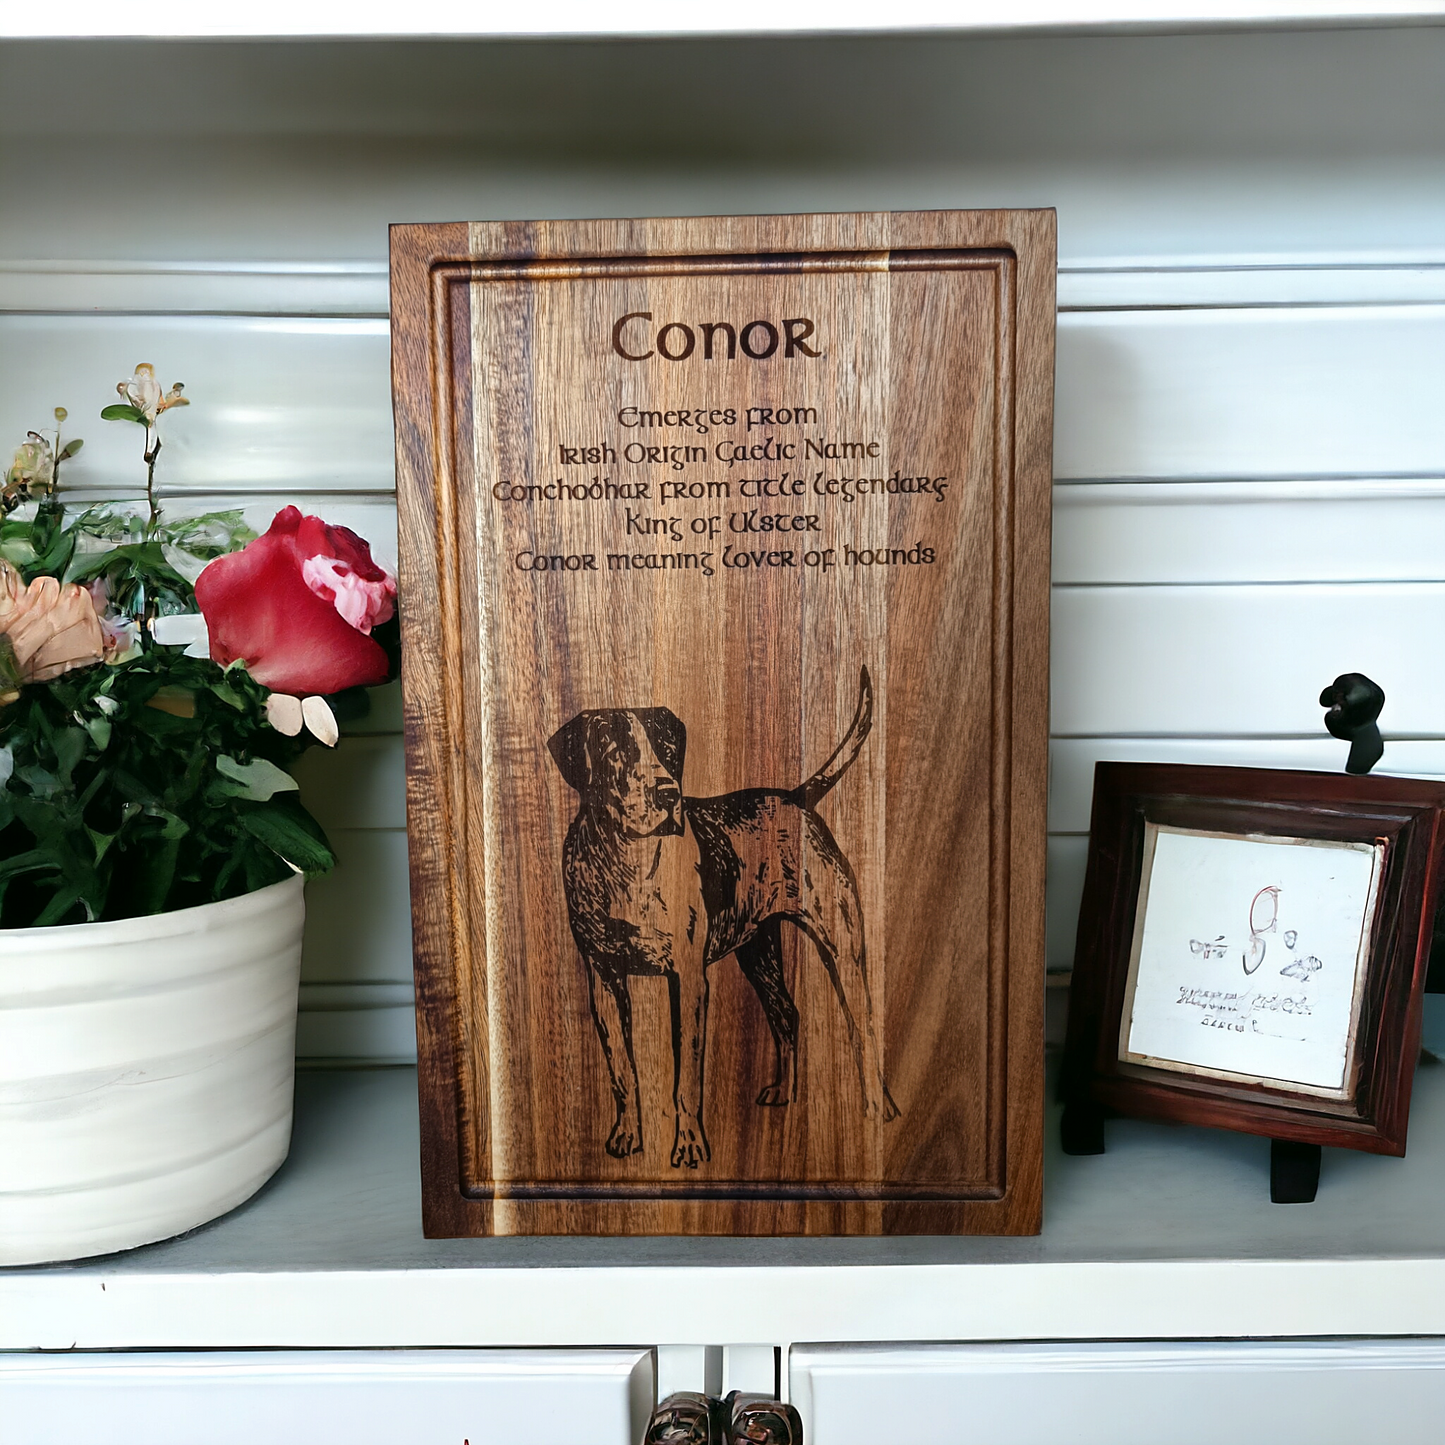 Conor
Emerges from
Irish Origin Gaelic Name
Conchobhar from title legendary
King of Ulster
Conor meaning lover of hounds